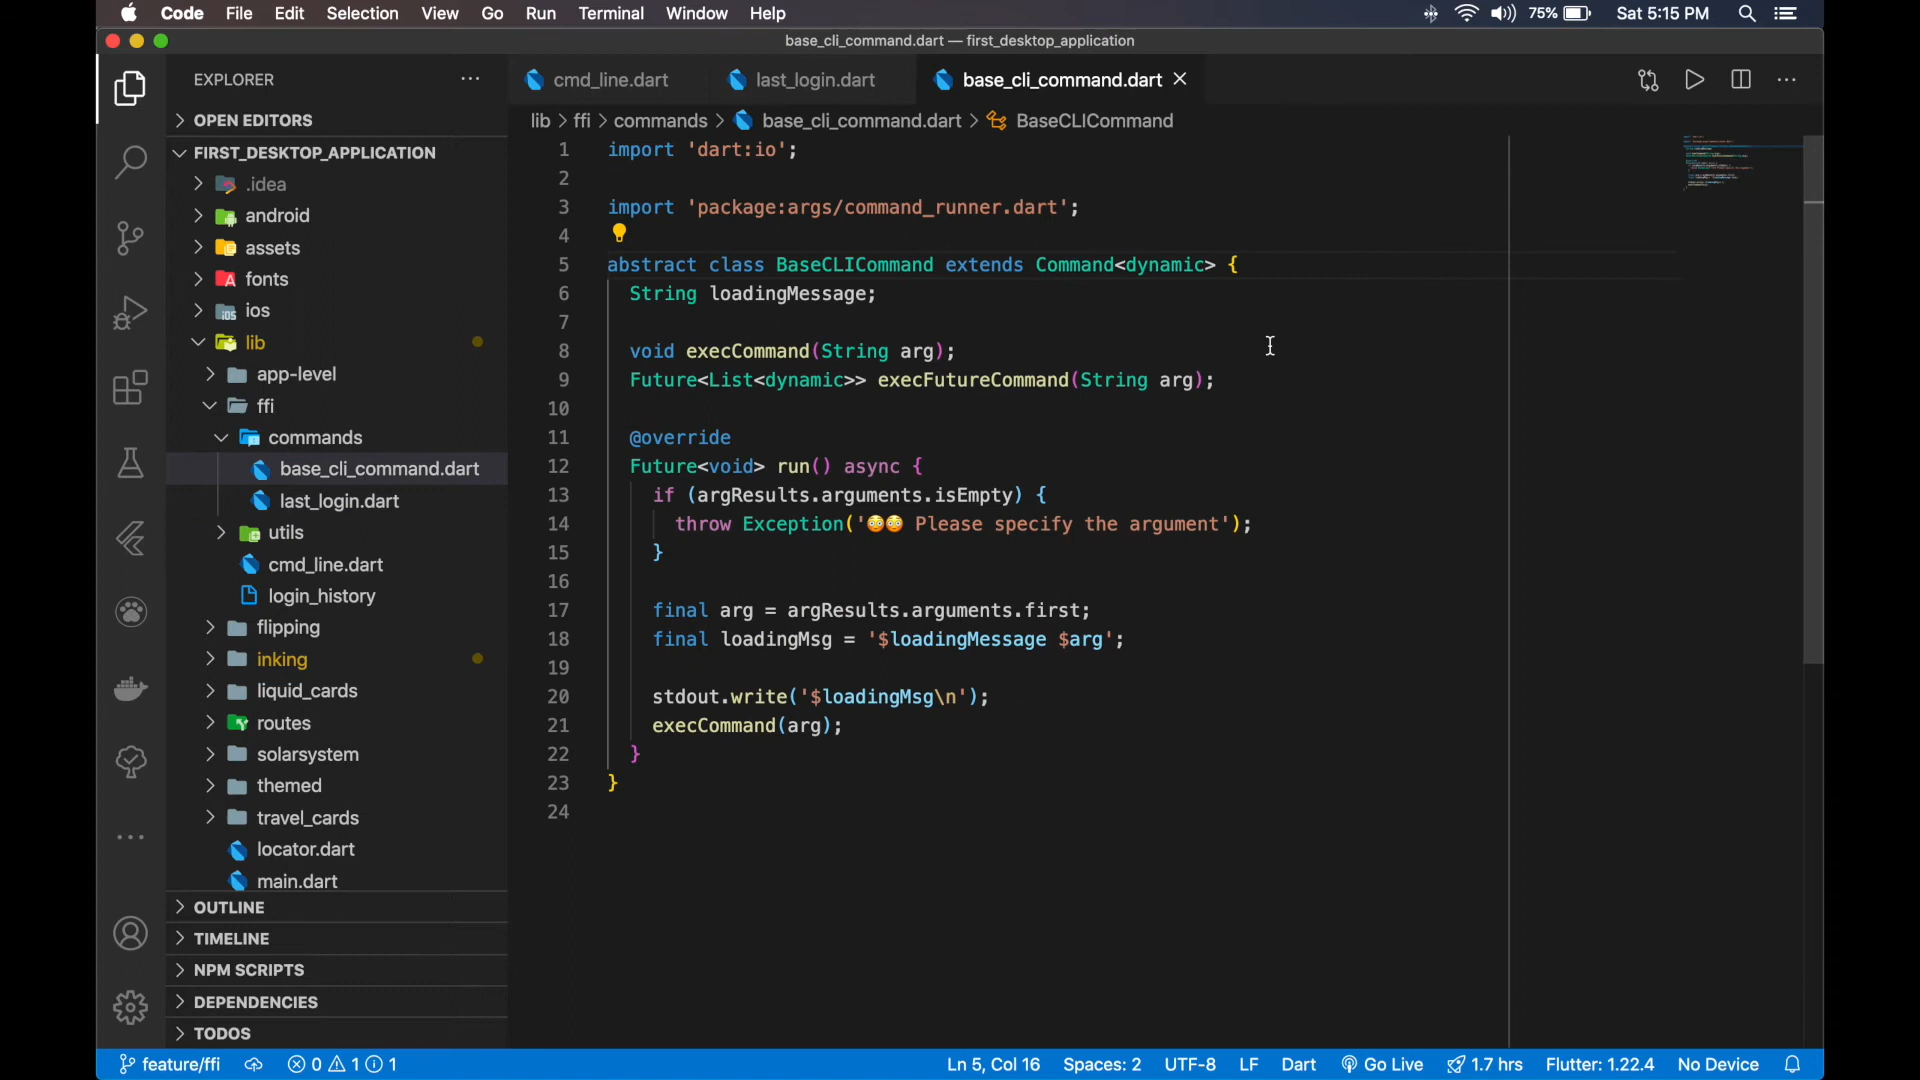 Code File Edit Selection View Go Run Terminal Window Help 75% Sat 5:15 PM
base_cli_command.dart — first_desktop_application
EXPLORER
OPEN EDITORS
FIRST_DESKTOP_APPLICATION
.idea
android
assets
fonts
ios
lib
app-level
ffi
commands
base_cli_command.dart
last_login.dart
utils
cmd_line.dart
login_history
flipping
inking
liquid_cards
routes
solarsystem
themed
travel_cards
locator.dart
main.dart
OUTLINE
TIMELINE
NPM SCRIPTS
DEPENDENCIES
TODOS
cmd_line.dart last_login.dart base_cli_command.dart
lib > ffi > commands > base_cli_command.dart > BaseCLICommand
1 import 'dart:io';
2
3 import 'package:args/command_runner.dart';
4
5 abstract class BaseCLICommand extends Command<dynamic> {
6 String loadingMessage;
7
8 void execCommand(String arg);
9 Future<List<dynamic>> execFutureCommand(String arg);
10
11 @override
12 Future<void> run() async {
13 if (argResults.arguments.isEmpty) {
14 throw Exception('😳😳 Please specify the argument');
15 }
16
17 final arg = argResults.arguments.first;
18 final loadingMsg = '$loadingMessage $arg';
19
20 stdout.write('$loadingMsg\n');
21 execCommand(arg);
22 }
23 }
24
feature/ffi 0 1 1 Ln 5, Col 16 Spaces: 2 UTF-8 LF Dart Go Live 1.7 hrs Flutter: 1.22.4 No Device